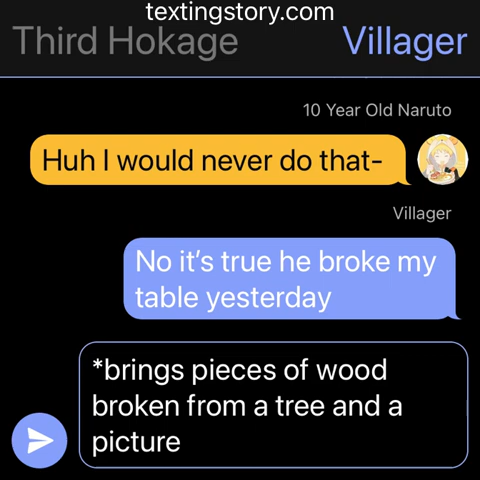 textingstory.com
Third Hokage Villager
10 Year Old Naruto
Huh I would never do that-
Villager
No it’s true he broke my
table yesterday
*brings pieces of wood
broken from a tree and a
picture